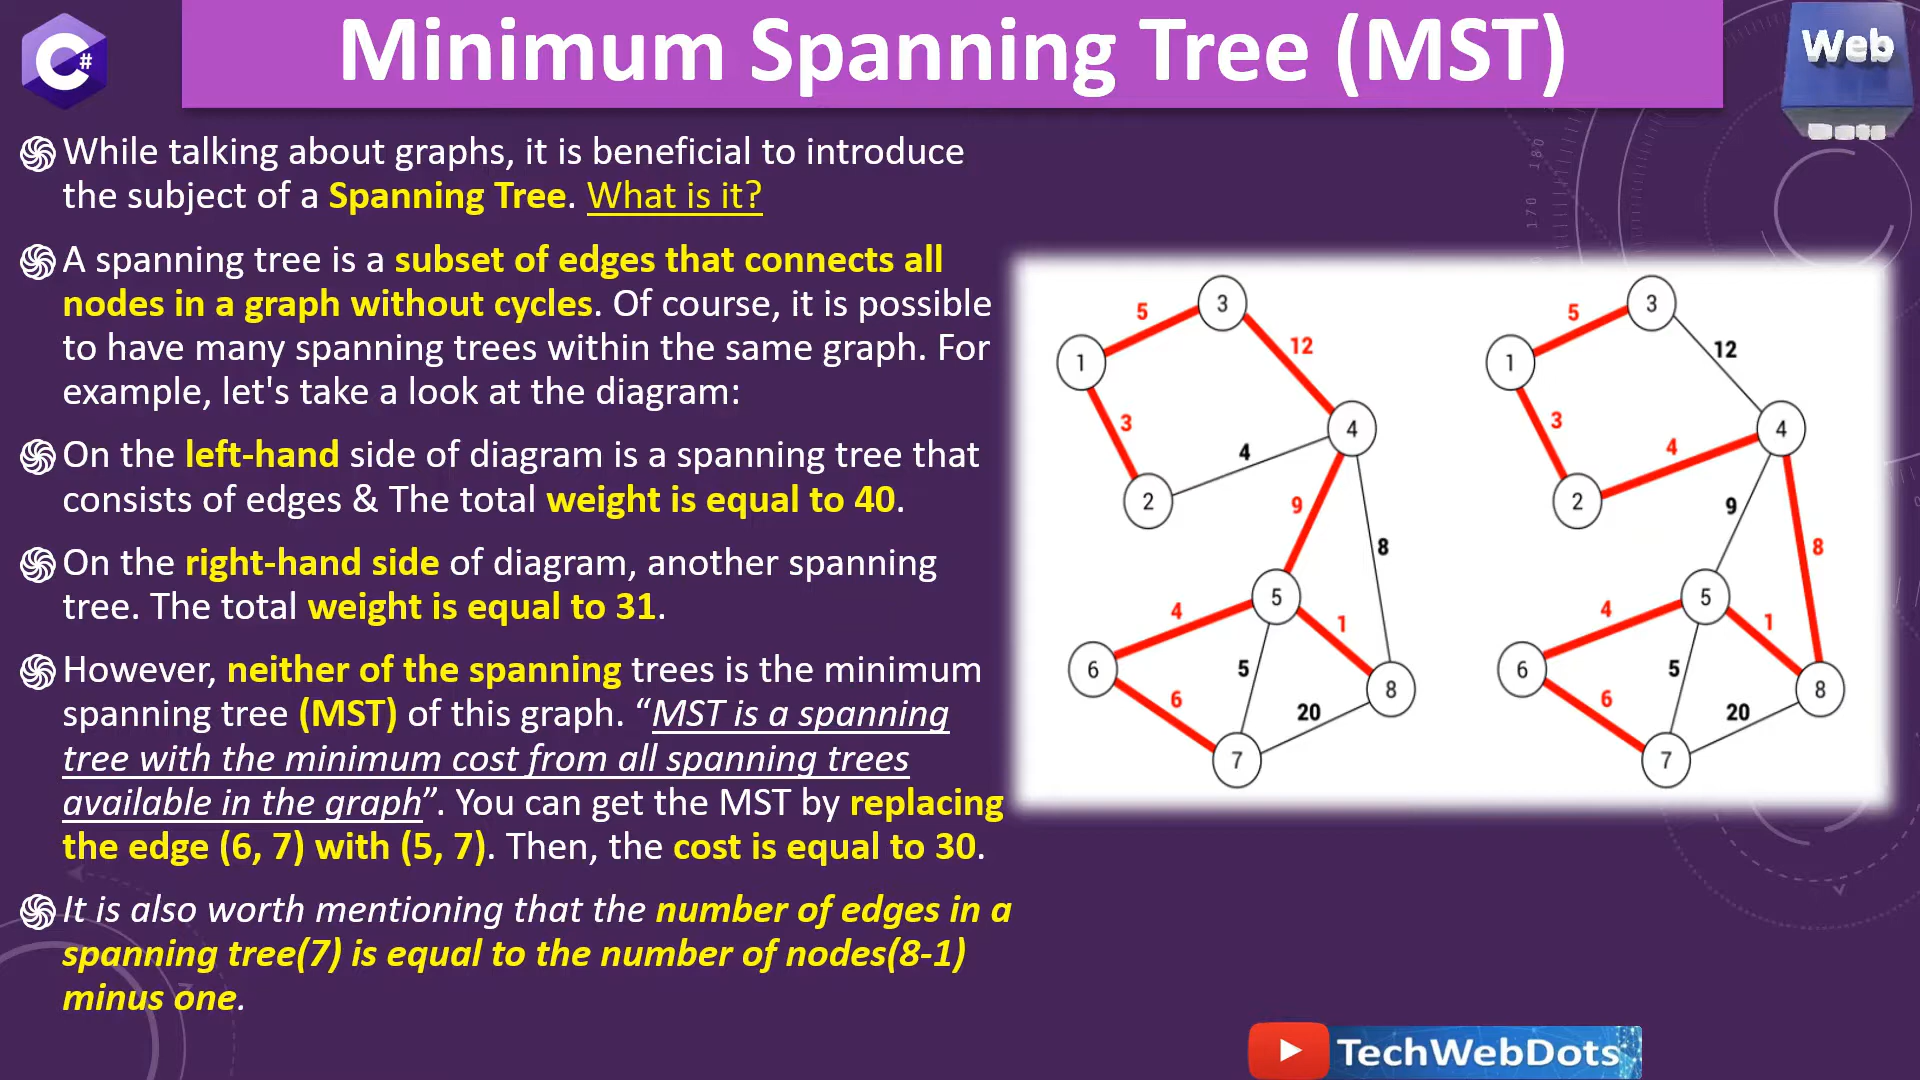 Minimum Spanning Tree (MST)
C#
Web
While talking about graphs, it is beneficial to introduce
the subject of a Spanning Tree. What is it?
A spanning tree is a subset of edges that connects all
nodes in a graph without cycles. Of course, it is possible
to have many spanning trees within the same graph. For
example, let's take a look at the diagram:
On the left-hand side of diagram is a spanning tree that
consists of edges & The total weight is equal to 40.
On the right-hand side of diagram, another spanning
tree. The total weight is equal to 31.
However, neither of the spanning trees is the minimum
spanning tree (MST) of this graph. “MST is a spanning
tree with the minimum cost from all spanning trees
available in the graph”. You can get the MST by replacing
the edge (6, 7) with (5, 7). Then, the cost is equal to 30.
It is also worth mentioning that the number of edges in a
spanning tree(7) is equal to the number of nodes(8-1)
minus one.
5 3
12
1
3
4
4
2
9
8
5
4 1
6 5
6 8
20
7
5 3
12
1
3
4
4
2
9
8
5
4 1
6 5
6 8
20
7
180 180
170
TechWebDots